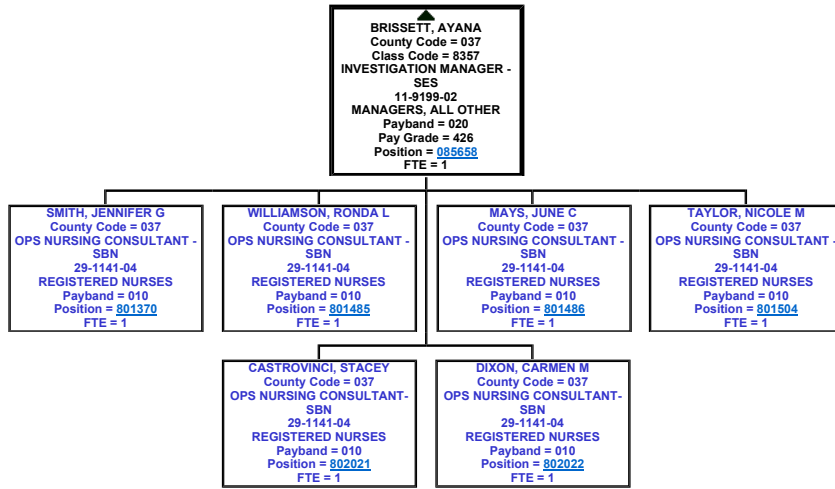 BRISSETT, AYANA
County Code = 037
Class Code = 8357
INVESTIGATION MANAGER -
SES
11-9199-02
MANAGERS, ALL OTHER
Payband = 020
Pay Grade = 426
Position = 085658
FTE = 1
SMITH, JENNIFER G
County Code = 037
OPS NURSING CONSULTANT -
SBN
29-1141-04
REGISTERED NURSES
Payband = 010
Position = 801370
FTE = 1
WILLIAMSON, RONDA L
County Code = 037
OPS NURSING CONSULTANT -
SBN
29-1141-04
REGISTERED NURSES
Payband = 010
Position = 801485
FTE = 1
MAYS, JUNE C
County Code = 037
OPS NURSING CONSULTANT -
SBN
29-1141-04
REGISTERED NURSES
Payband = 010
Position = 801486
FTE = 1
TAYLOR, NICOLE M
County Code = 037
OPS NURSING CONSULTANT -
SBN
29-1141-04
REGISTERED NURSES
Payband = 010
Position = 801504
FTE = 1
CASTROVINCI, STACEY
County Code = 037
OPS NURSING CONSULTANT-
SBN
29-1141-04
REGISTERED NURSES
Payband = 010
Position = 802021
FTE = 1
DIXON, CARMEN M
County Code = 037
OPS NURSING CONSULTANT-
SBN
29-1141-04
REGISTERED NURSES
Payband = 010
Position = 802022
FTE = 1